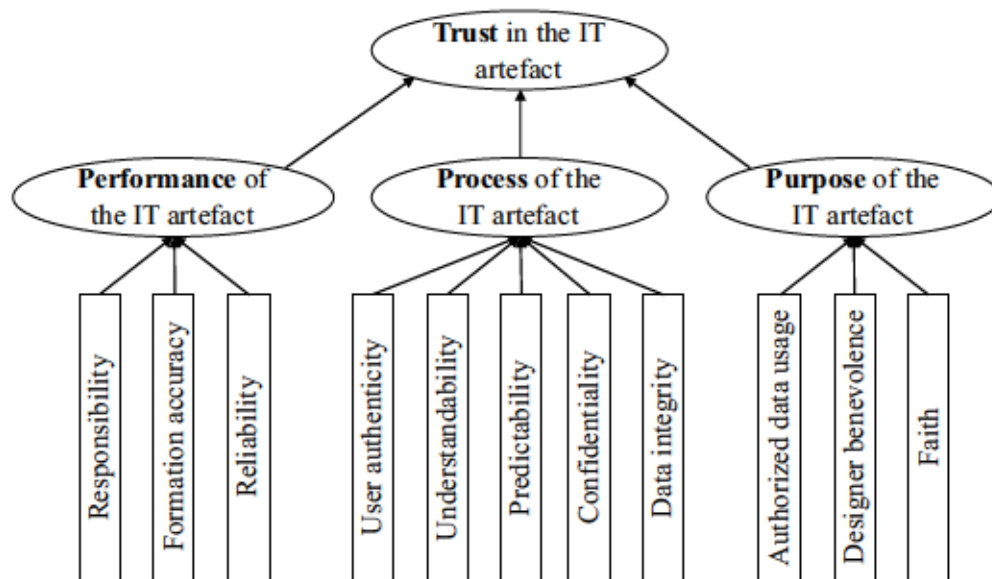 Trust in the IT
artefact
Performance of
the IT artefact
Process of the
IT artefact
Purpose of the
IT artefact
Responsibility
Formation accuracy
Reliability
User authenticity
Understandability
Predictability
Confidentiality
Data integrity
Authorized data usage
Designer benevolence
Faith